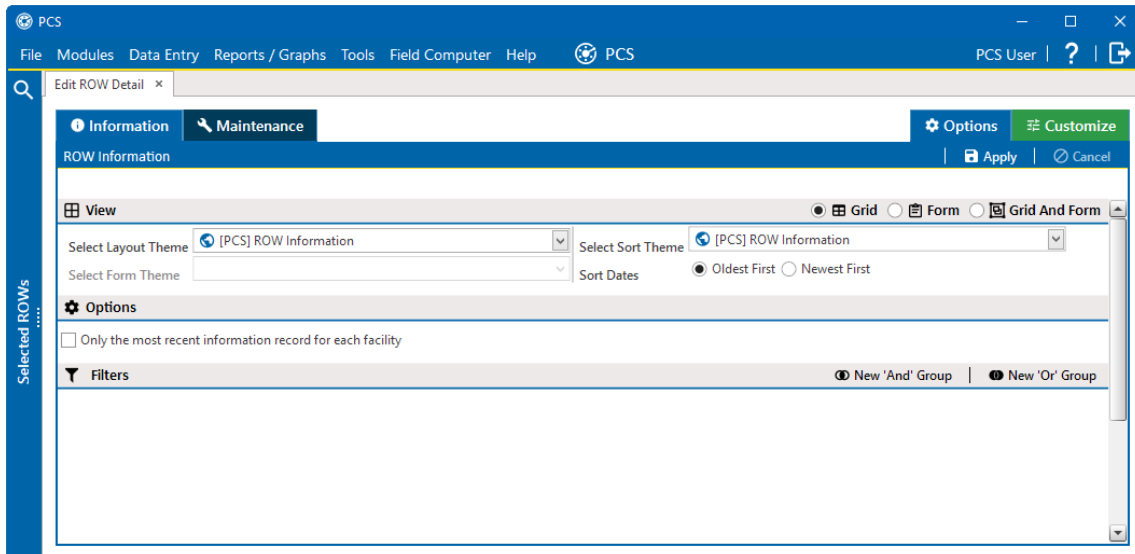 PCS
File Modules Data Entry Reports / Graphs Tools Field Computer Help PCS PCS User | ? |
Edit ROW Detail ×
Information Maintenance Options Customize
ROW Information | Apply | Cancel
View Grid Form Grid And Form
Select Layout Theme [PCS] ROW Information Select Sort Theme [PCS] ROW Information
Select Form Theme Sort Dates Oldest First Newest First
Options
Only the most recent information record for each facility
Filters New 'And' Group | New 'Or' Group
Selected ROWs